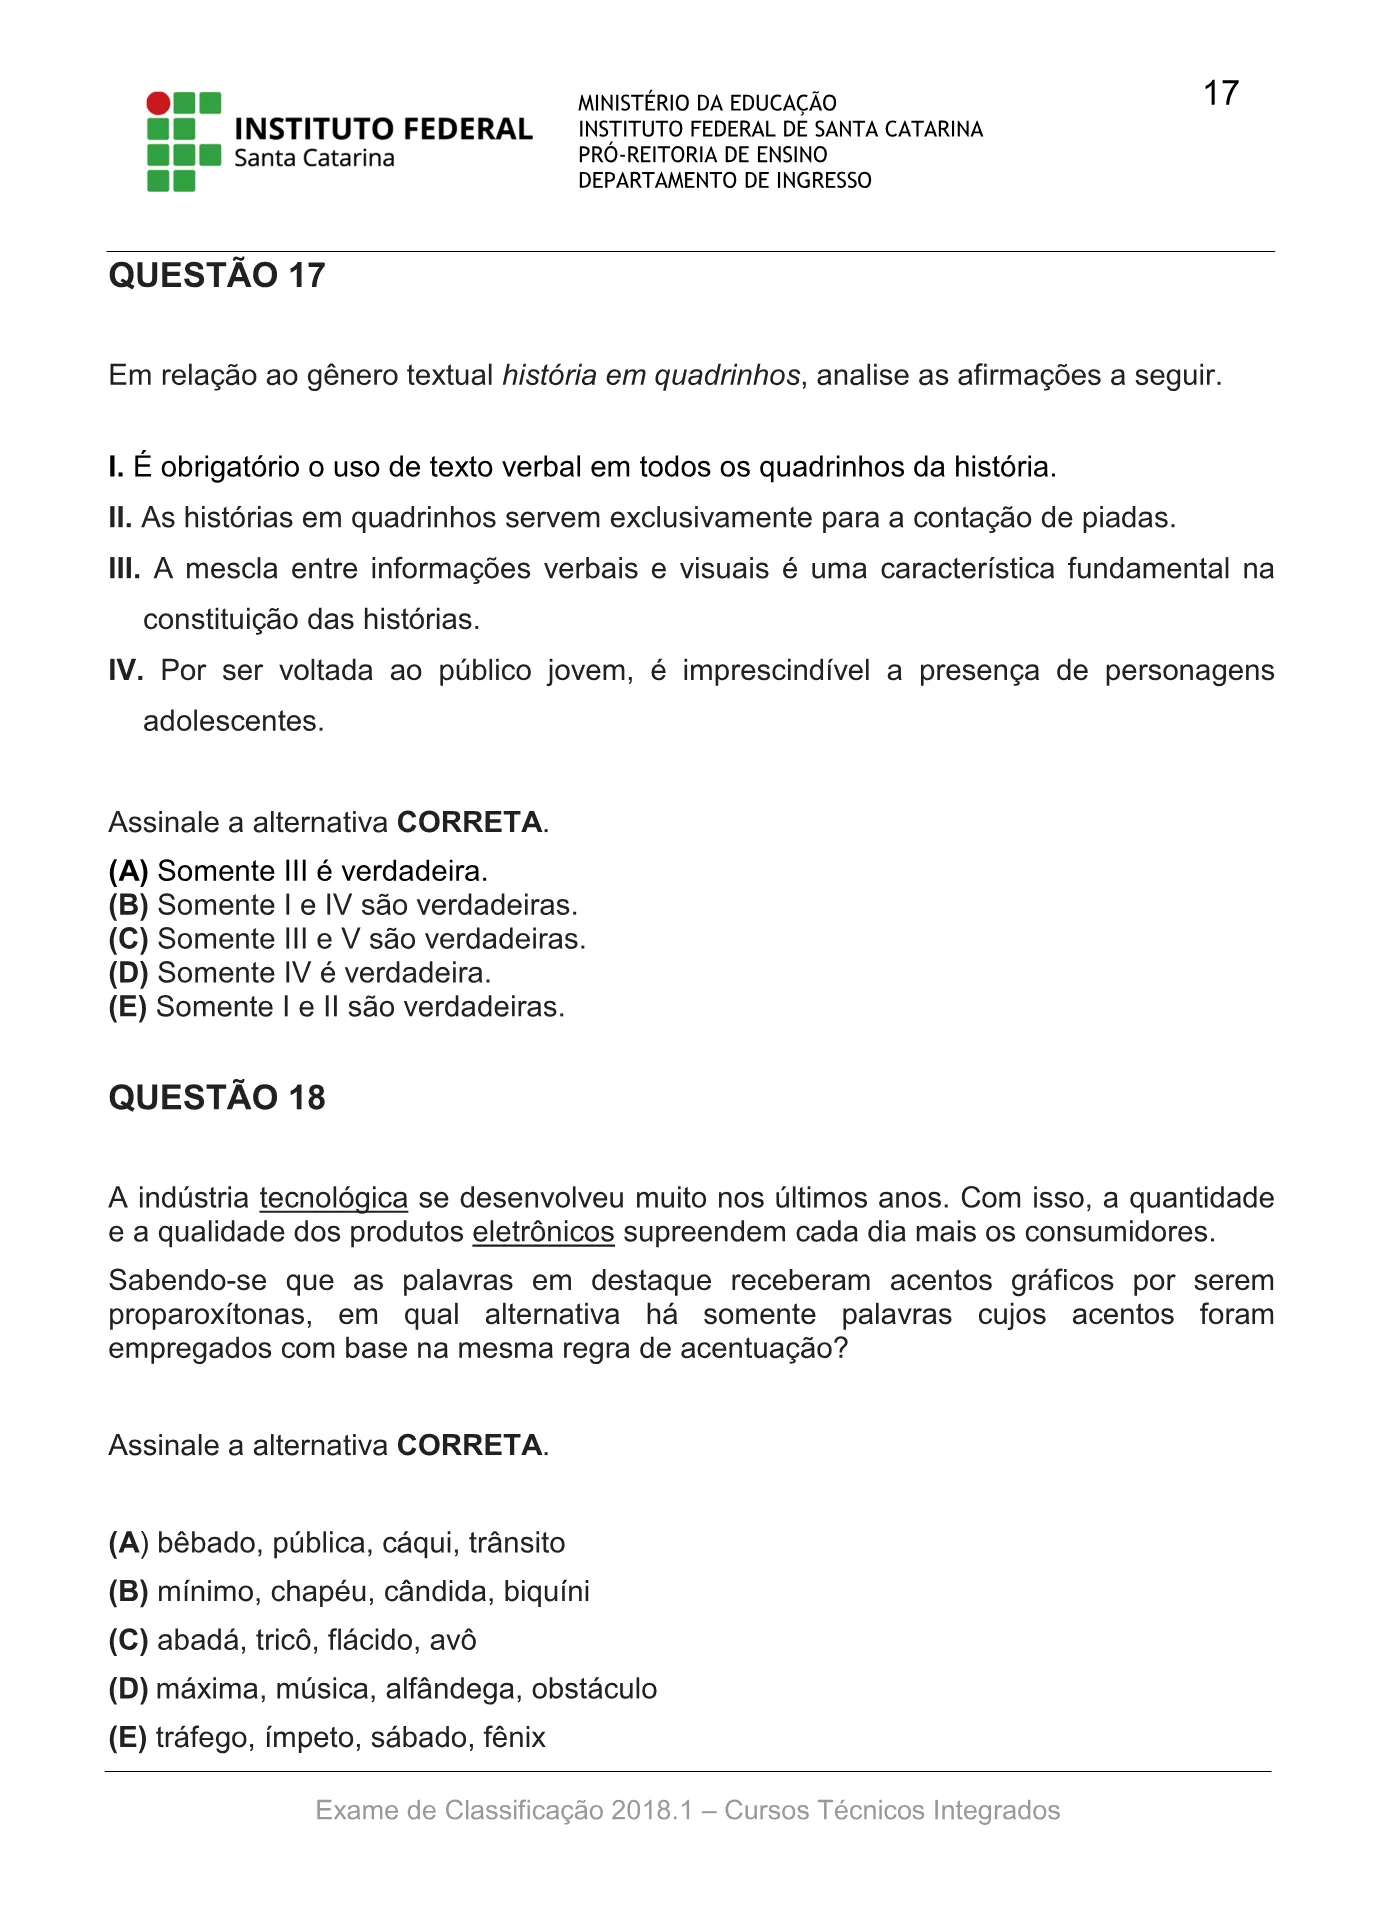 17
INSTITUTO FEDERAL
Santa Catarina
MINISTÉRIO DA EDUCAÇÃO
INSTITUTO FEDERAL DE SANTA CATARINA
PRÓ-REITORIA DE ENSINO
DEPARTAMENTO DE INGRESSO
QUESTÃO 17
Em relação ao gênero textual história em quadrinhos, analise as afirmações a seguir.
I. É obrigatório o uso de texto verbal em todos os quadrinhos da história.
II. As histórias em quadrinhos servem exclusivamente para a contação de piadas.
III. A mescla entre informações verbais e visuais é uma característica fundamental na
constituição das histórias.
IV. Por ser voltada ao público jovem, é imprescindível a presença de personagens
adolescentes.
Assinale a alternativa CORRETA.
(A) Somente III é verdadeira.
(B) Somente I e IV são verdadeiras.
(C) Somente III e V são verdadeiras.
(D) Somente IV é verdadeira.
(E) Somente I e II são verdadeiras.
QUESTÃO 18
A indústria tecnológica se desenvolveu muito nos últimos anos. Com isso, a quantidade
e a qualidade dos produtos eletrônicos supreendem cada dia mais os consumidores.
Sabendo-se que as palavras em destaque receberam acentos gráficos por serem
proparoxítonas, em qual alternativa há somente palavras cujos acentos foram
empregados com base na mesma regra de acentuação?
Assinale a alternativa CORRETA.
(A) bêbado, pública, cáqui, trânsito
(B) mínimo, chapéu, cândida, biquíni
(C) abadá, tricô, flácido, avô
(D) máxima, música, alfândega, obstáculo
(E) tráfego, ímpeto, sábado, fênix
Exame de Classificação 2018.1 – Cursos Técnicos Integrados